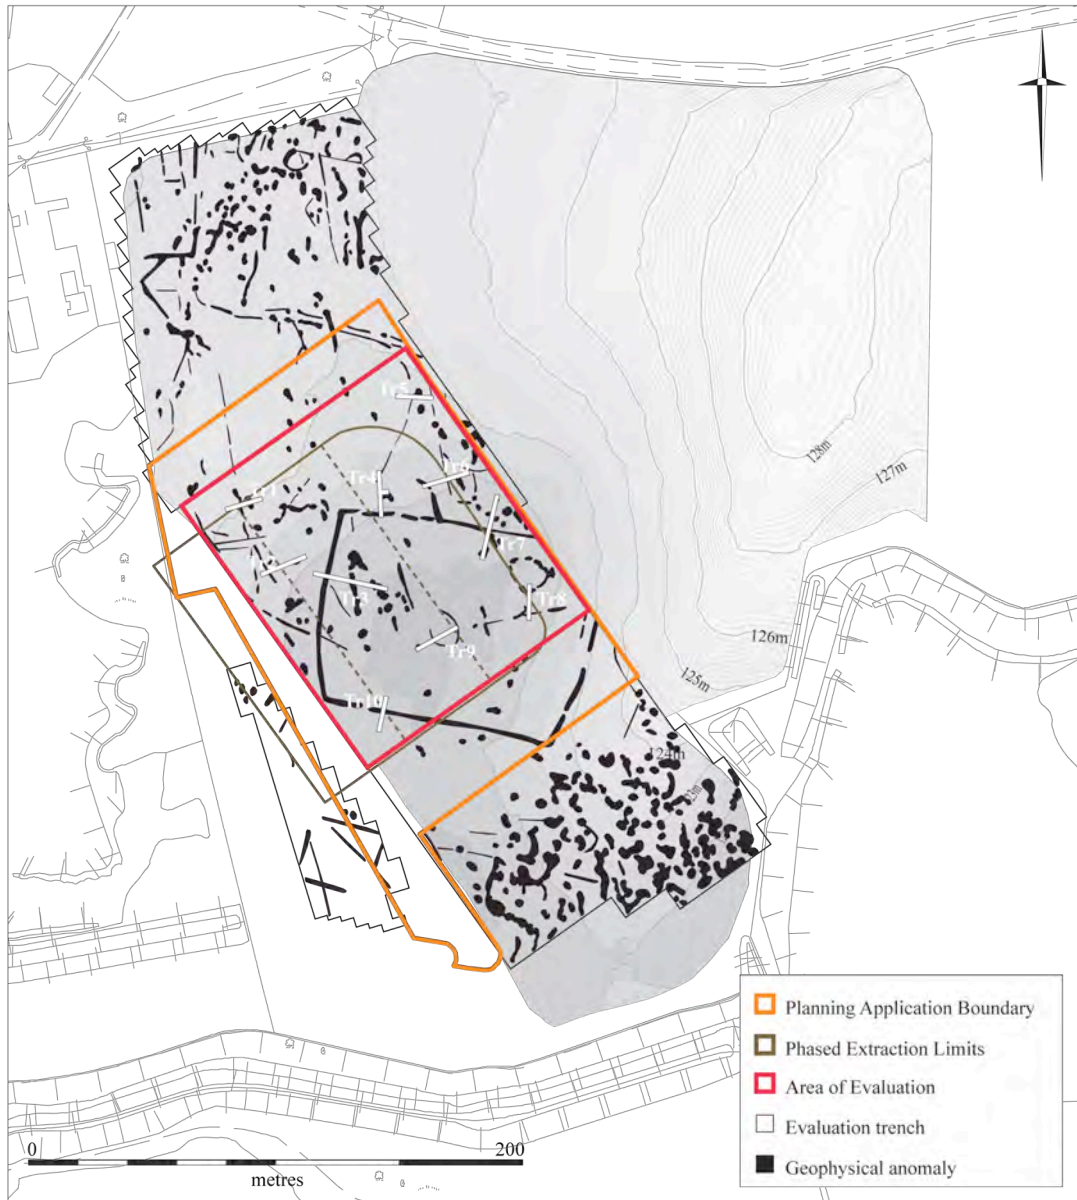 Tr5
Tr6
Tr4
Tr1
Tr7
Tr2
Tr3
Tr8
Tr9
Tr10
128m
127m
126m
125m
124m
Planning Application Boundary
Phased Extraction Limits
Area of Evaluation
Evaluation trench
Geophysical anomaly
0 200
metres